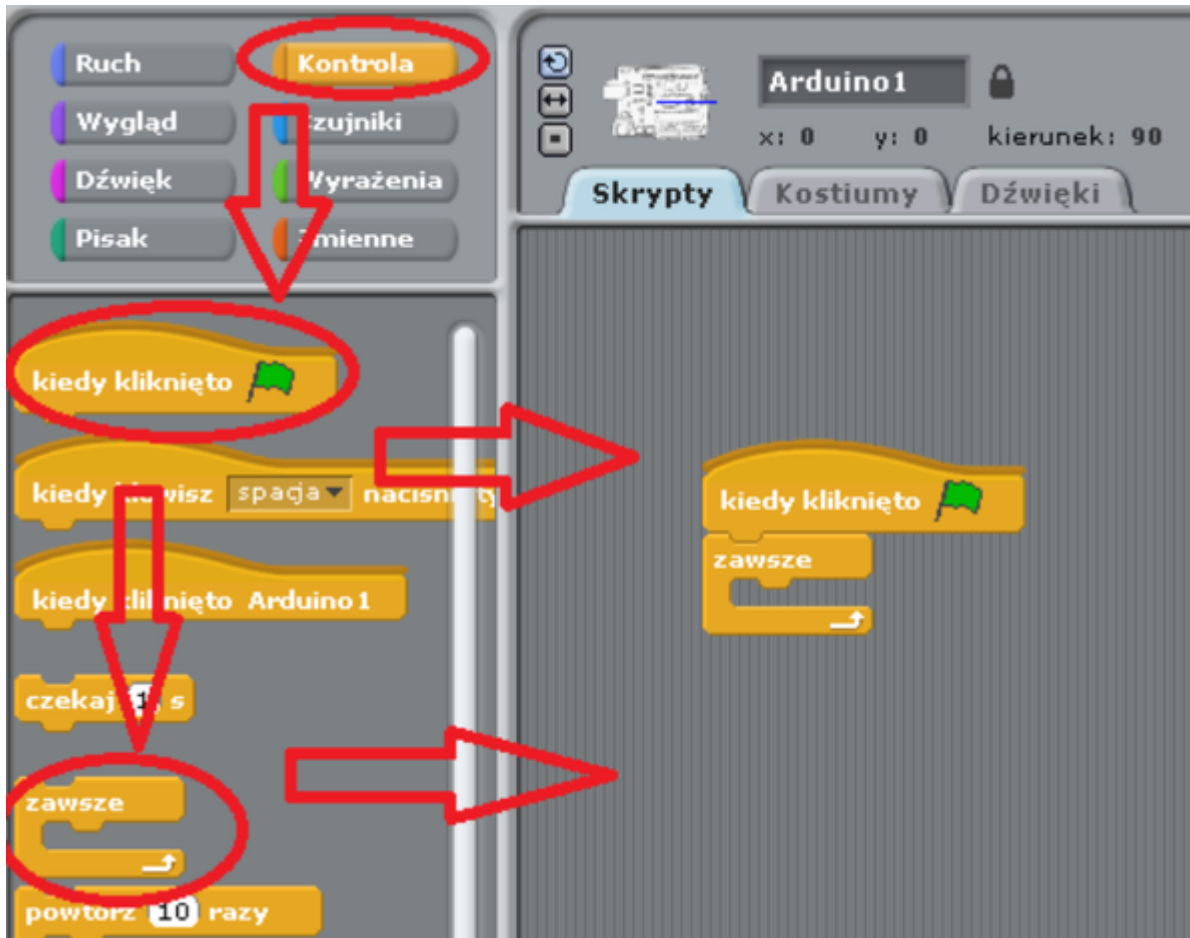 Ruch
Kontrola
Wygląd
Czujniki
Dźwięk
Wyrażenia
Pisak
Zmienne
Arduino1
x: 0 y: 0 kierunek: 90
Skrypty
Kostiumy
Dźwięki
kiedy kliknięto
kiedy klawisz spacja naciśnięty
kiedy kliknięto Arduino1
czekaj 1 s
zawsze
powtórz 10 razy
kiedy kliknięto
zawsze